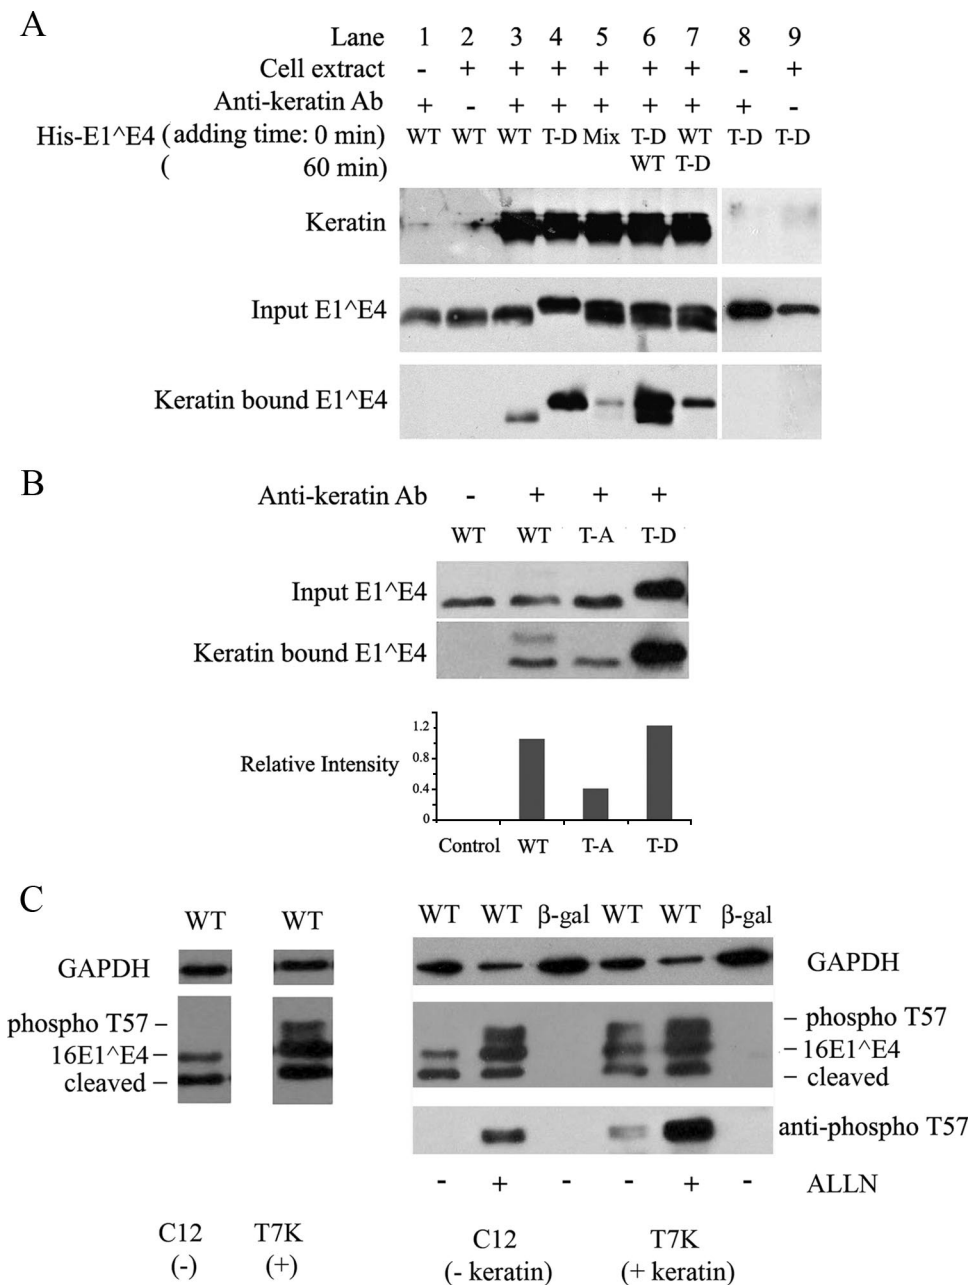 A
Lane 1 2 3 4 5 6 7 8 9
Cell extract - + + + + + + - +
Anti-keratin Ab + - + + + + + + -
His-E1^E4 (adding time: 0 min) WT WT WT T-D Mix T-D WT T-D T-D
( 60 min) WT T-D
Keratin
Input E1^E4
Keratin bound E1^E4
B
Anti-keratin Ab - + + +
WT WT T-A T-D
Input E1^E4
Keratin bound E1^E4
Relative Intensity
1.2
0.8
0.4
0
Control WT T-A T-D
C
WT WT
GAPDH
phospho T57 –
16E1^E4 –
cleaved –
C12 T7K
(-) (+)
WT WT β-gal WT WT β-gal
GAPDH
– phospho T57
– 16E1^E4
– cleaved
anti-phospho T57
- + - - + - ALLN
C12 T7K
(- keratin) (+ keratin)